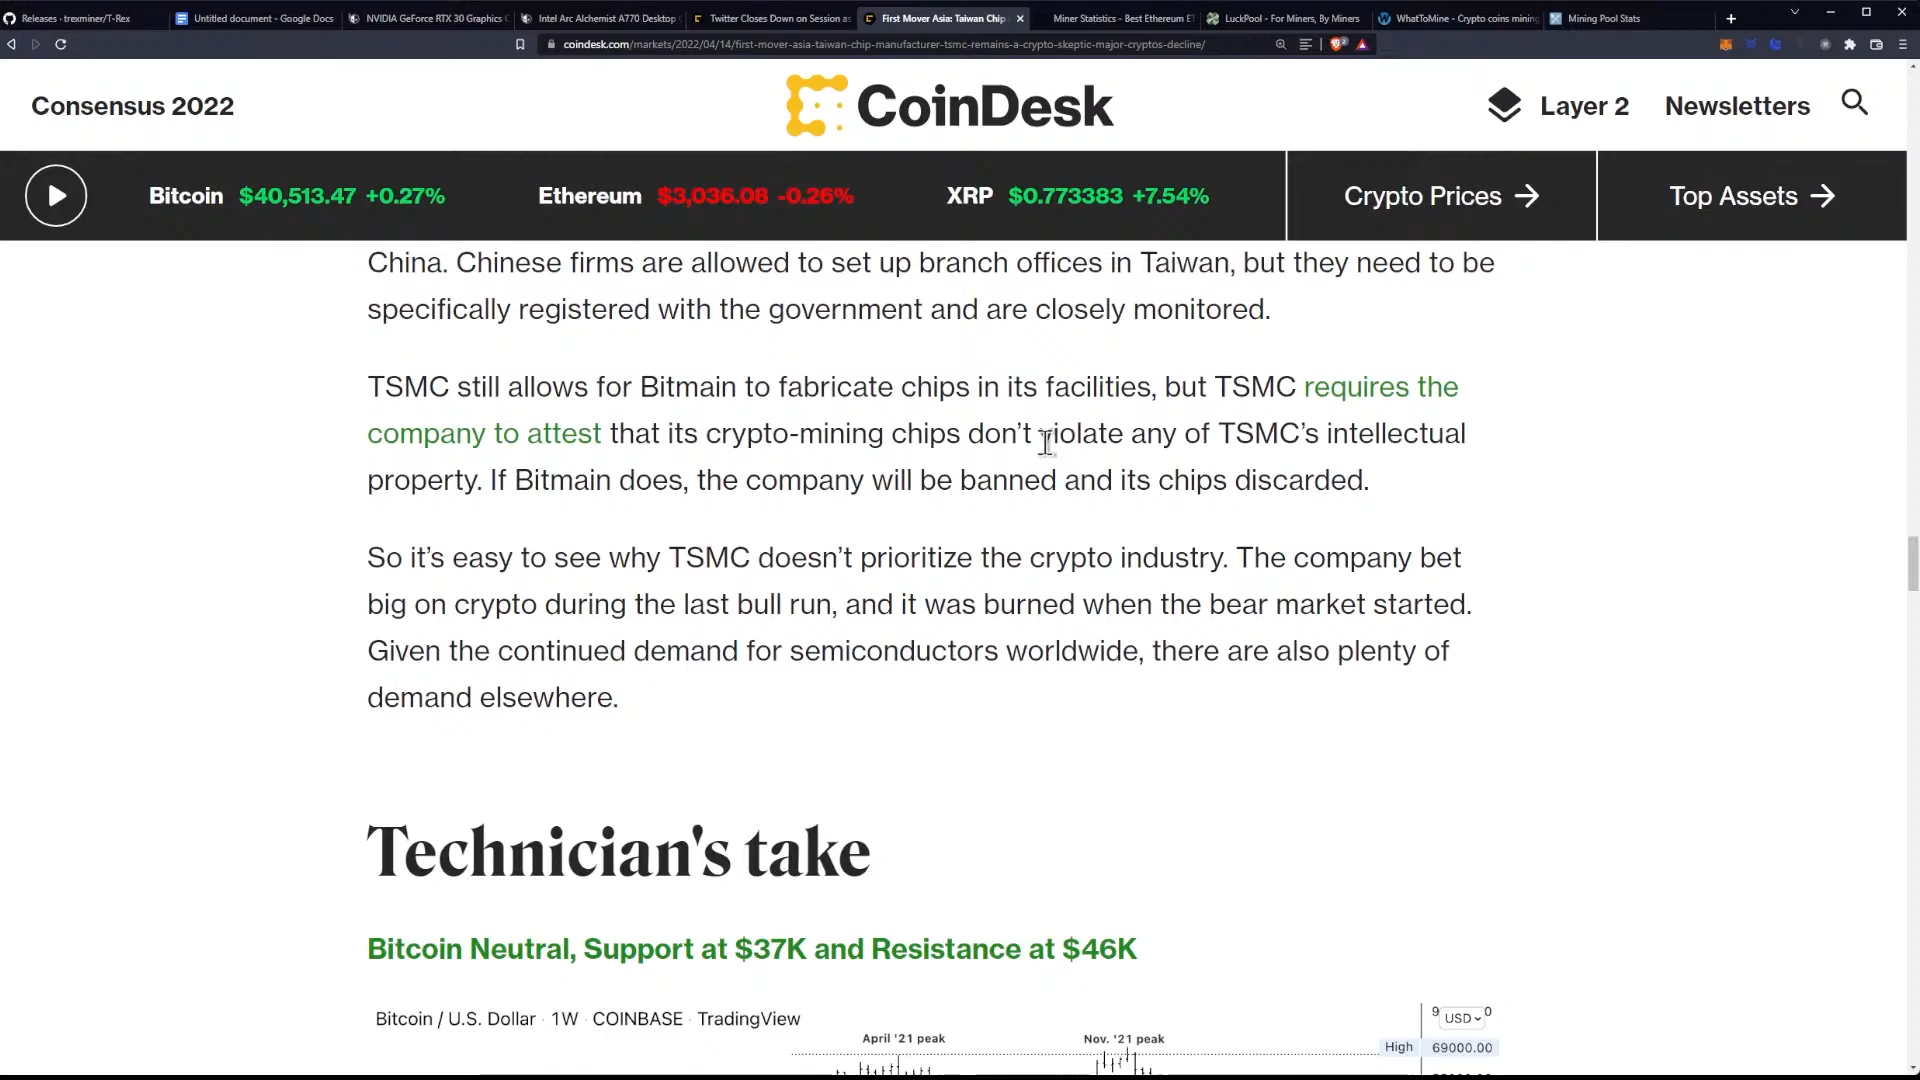 Releases · trexminer/T-Rex
Untitled document - Google Docs
NVIDIA GeForce RTX 30 Graphics C
Intel Arc Alchemist A770 Desktop
Twitter Closes Down on Session as
First Mover Asia: Taiwan Chip
Miner Statistics - Best Ethereum ET
LuckPool - For Miners, By Miners
WhatToMine - Crypto coins mining
Mining Pool Stats
coindesk.com/markets/2022/04/14/first-mover-asia-taiwan-chip-manufacturer-tsmc-remains-a-crypto-skeptic-major-cryptos-decline/
Consensus 2022
CoinDesk
Layer 2
Newsletters
Bitcoin $40,513.47 +0.27%
Ethereum $3,036.08 -0.26%
XRP $0.773383 +7.54%
Crypto Prices →
Top Assets →
China. Chinese firms are allowed to set up branch offices in Taiwan, but they need to be
specifically registered with the government and are closely monitored.
TSMC still allows for Bitmain to fabricate chips in its facilities, but TSMC requires the
company to attest that its crypto-mining chips don’t violate any of TSMC’s intellectual
property. If Bitmain does, the company will be banned and its chips discarded.
So it’s easy to see why TSMC doesn’t prioritize the crypto industry. The company bet
big on crypto during the last bull run, and it was burned when the bear market started.
Given the continued demand for semiconductors worldwide, there are also plenty of
demand elsewhere.
Technician's take
Bitcoin Neutral, Support at $37K and Resistance at $46K
Bitcoin / U.S. Dollar · 1W · COINBASE · TradingView
USD
April '21 peak
Nov. '21 peak
High 69000.00